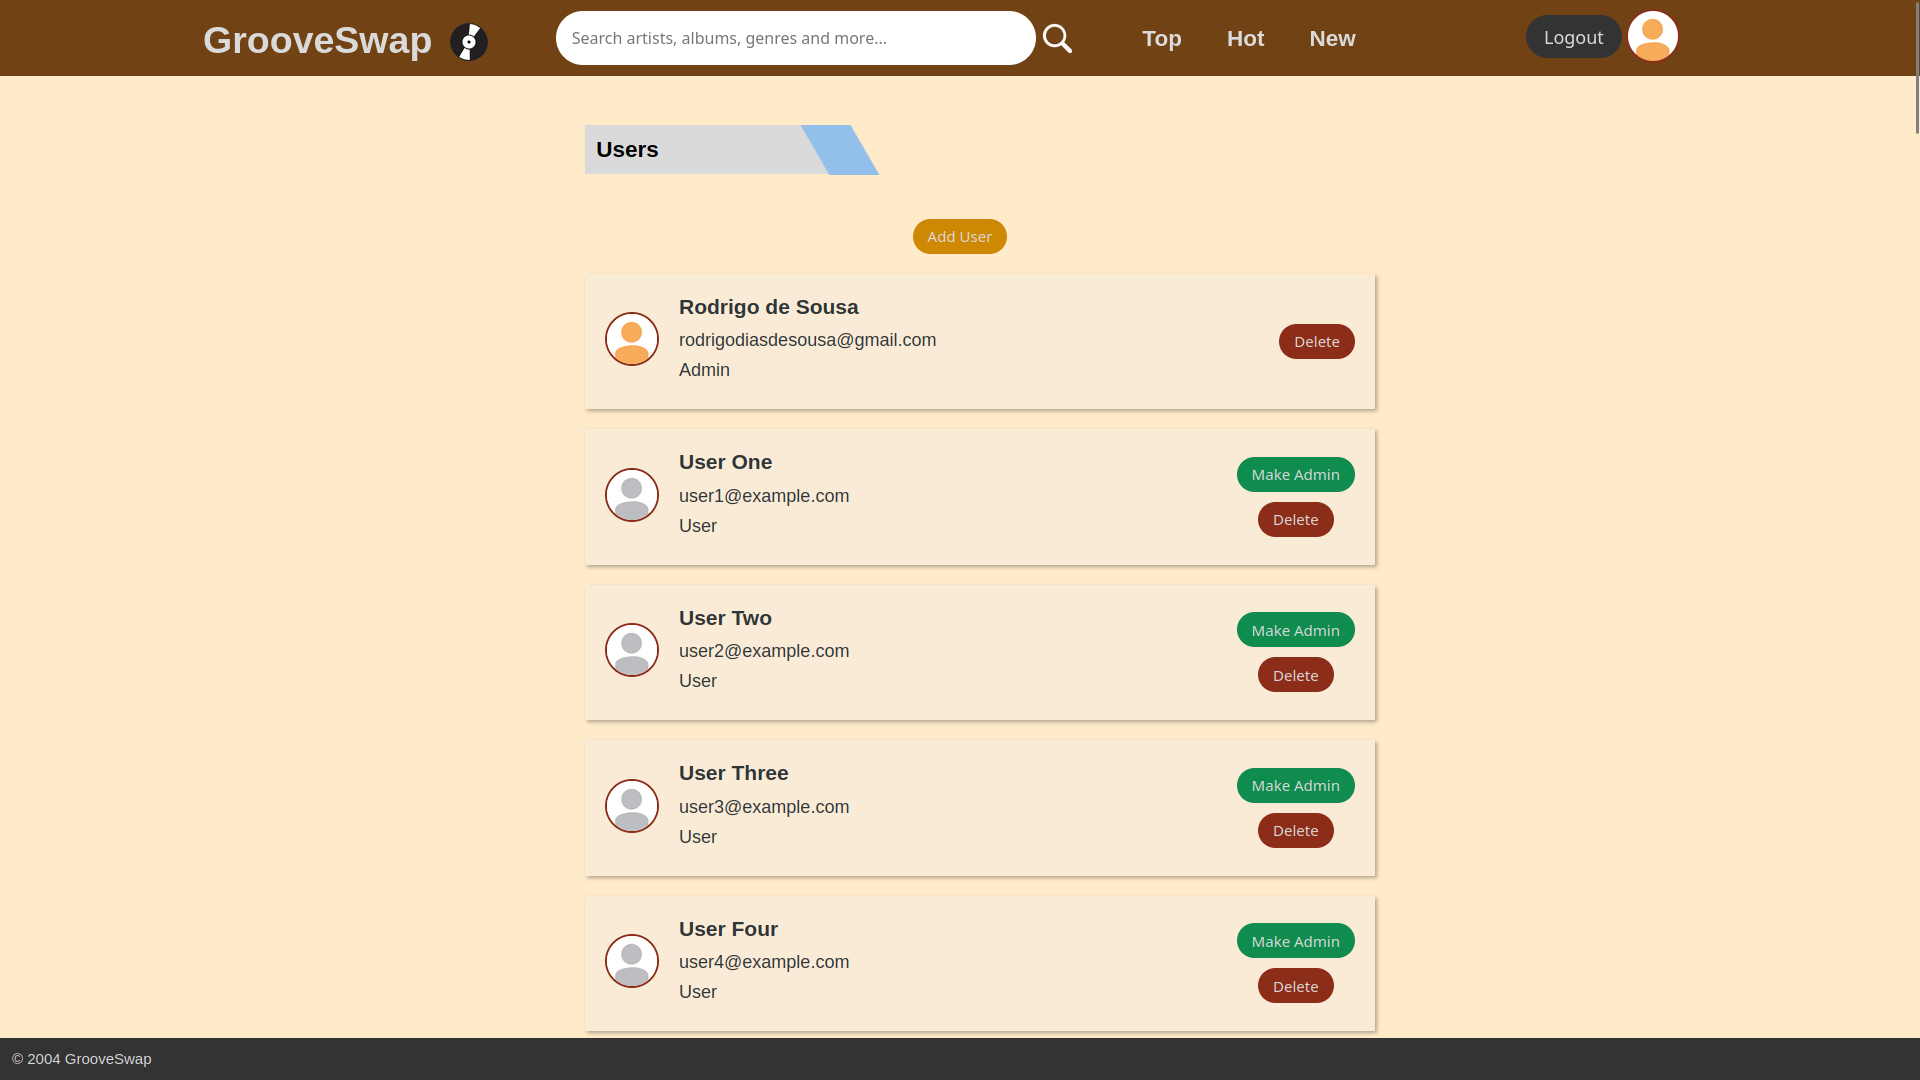 GrooveSwap
Search artists, albums, genres and more...
Top
Hot
New
Logout
Users
Add User
Rodrigo de Sousa
rodrigodiasdesousa@gmail.com
Admin
Delete
User One
user1@example.com
User
Make Admin
Delete
User Two
user2@example.com
User
Make Admin
Delete
User Three
user3@example.com
User
Make Admin
Delete
User Four
user4@example.com
User
Make Admin
Delete
© 2004 GrooveSwap